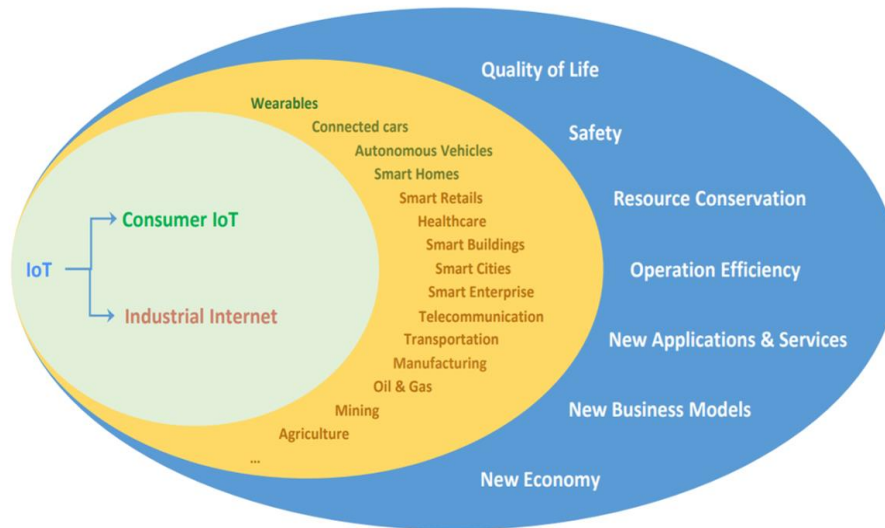 IoT
Consumer IoT
Industrial Internet
Wearables
Connected cars
Autonomous Vehicles
Smart Homes
Smart Retails
Healthcare
Smart Buildings
Smart Cities
Smart Enterprise
Telecommunication
Transportation
Manufacturing
Oil & Gas
Mining
Agriculture
...
Quality of Life
Safety
Resource Conservation
Operation Efficiency
New Applications & Services
New Business Models
New Economy